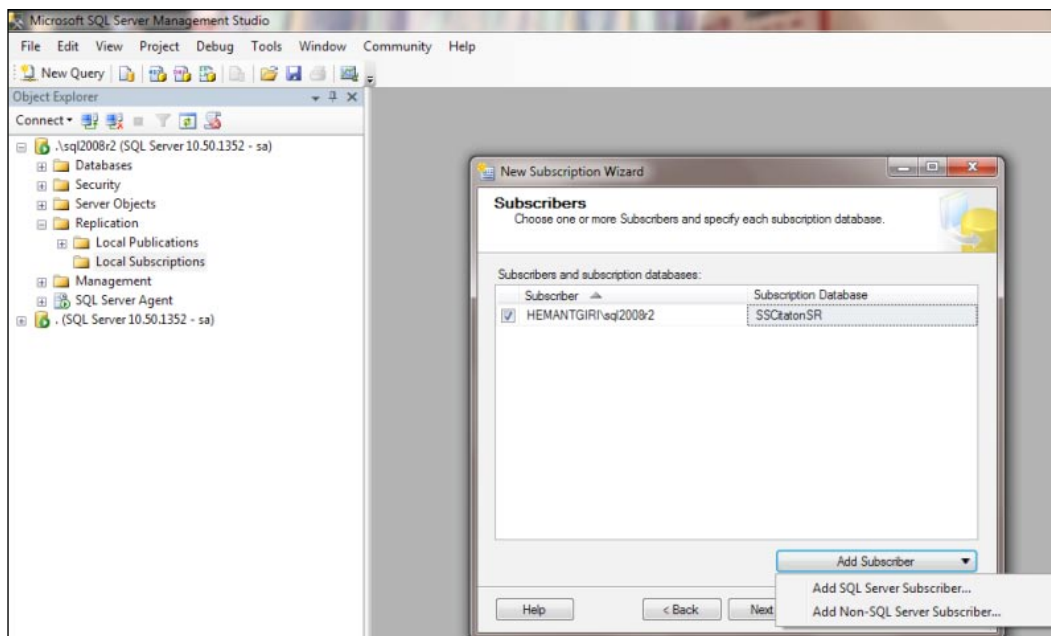 Microsoft SQL Server Management Studio
File Edit View Project Debug Tools Window Community Help
New Query
Object Explorer
Connect
.\sql2008r2 (SQL Server 10.50.1352 - sa)
Databases
Security
Server Objects
Replication
Local Publications
Local Subscriptions
Management
SQL Server Agent
. (SQL Server 10.50.1352 - sa)
New Subscription Wizard
Subscribers
Choose one or more Subscribers and specify each subscription database.
Subscribers and subscription databases:
Subscriber Subscription Database
HEMANTGIRI\sql2008r2 SSCitatonSR
Add Subscriber
Add SQL Server Subscriber...
Add Non-SQL Server Subscriber...
Help < Back Next